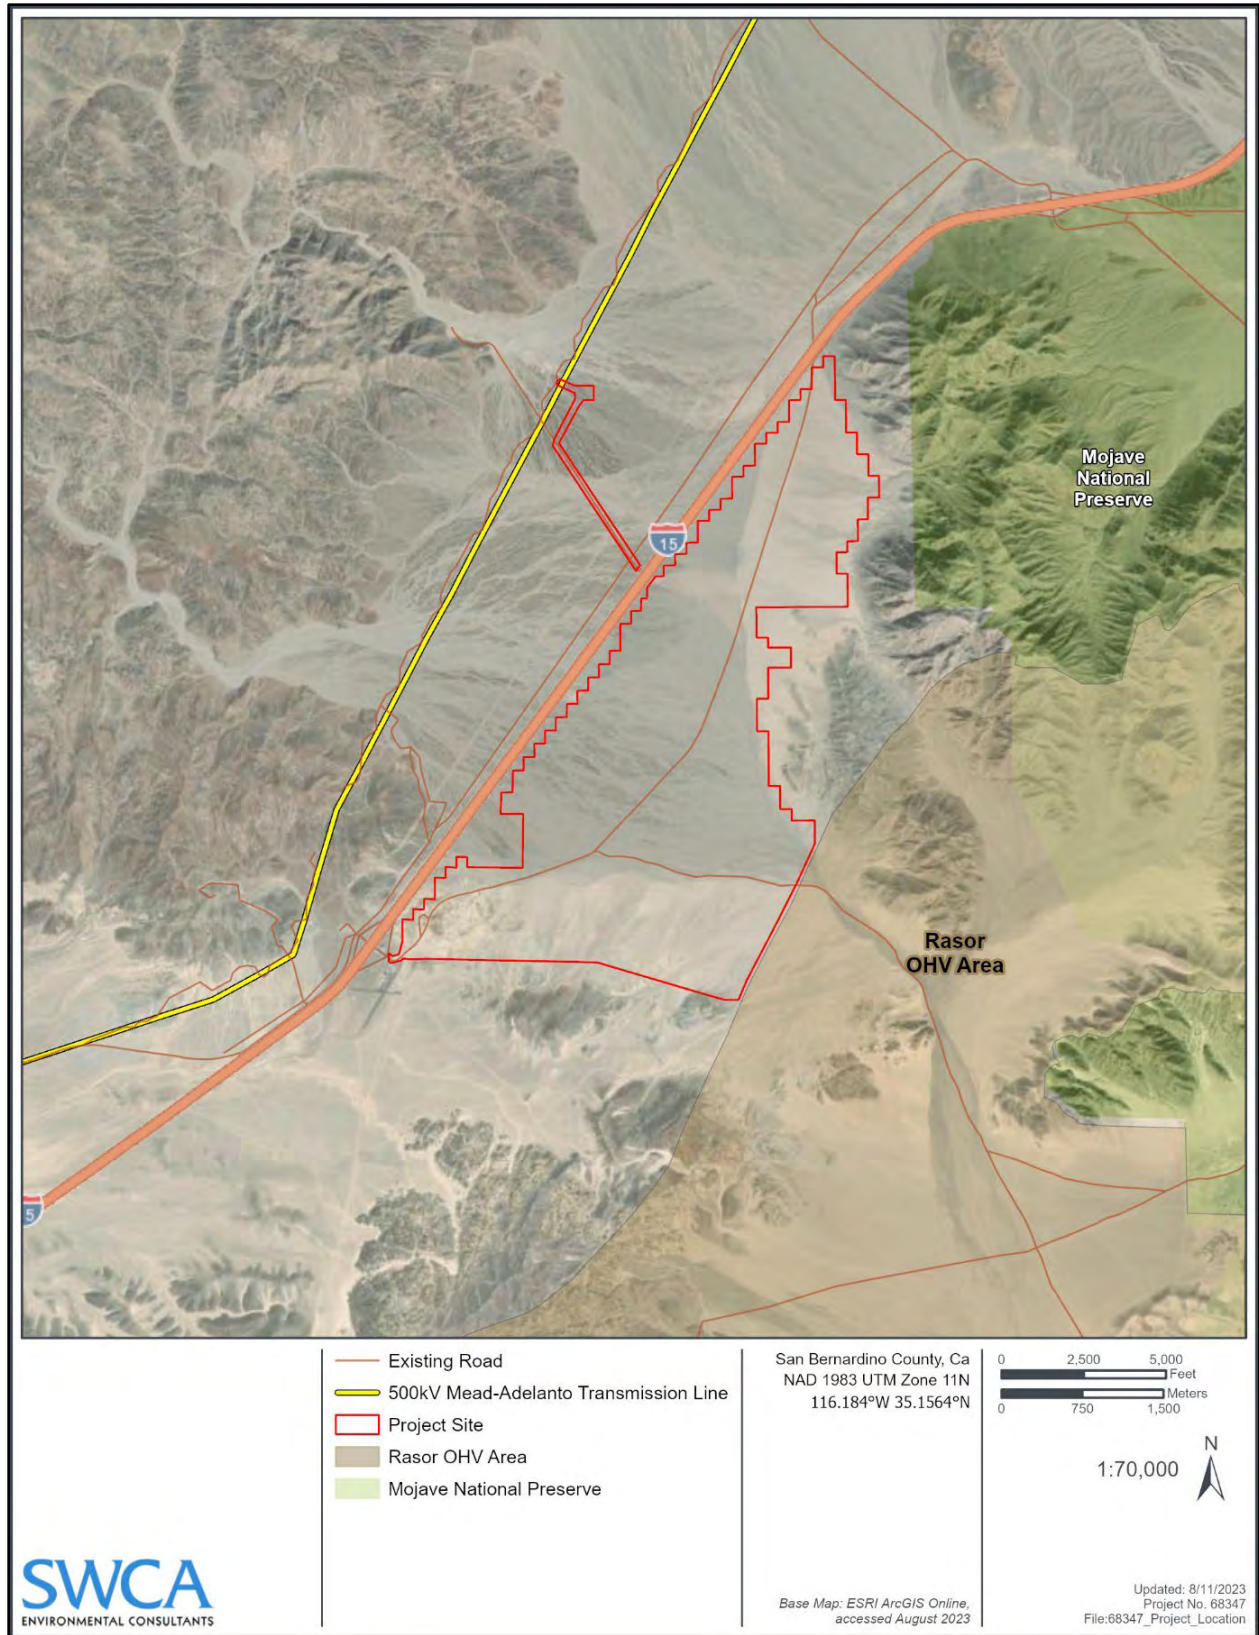 15
Mojave
National
Preserve
Rasor
OHV Area
5
Existing Road
500kV Mead-Adelanto Transmission Line
Project Site
Rasor OHV Area
Mojave National Preserve
San Bernardino County, Ca
NAD 1983 UTM Zone 11N
116.184°W 35.1564°N
0 2,500 5,000
Feet
Meters
0 750 1,500
N
1:70,000
SWCA
ENVIRONMENTAL CONSULTANTS
Base Map: ESRI ArcGIS Online,
accessed August 2023
Updated: 8/11/2023
Project No. 68347
File:68347_Project_Location